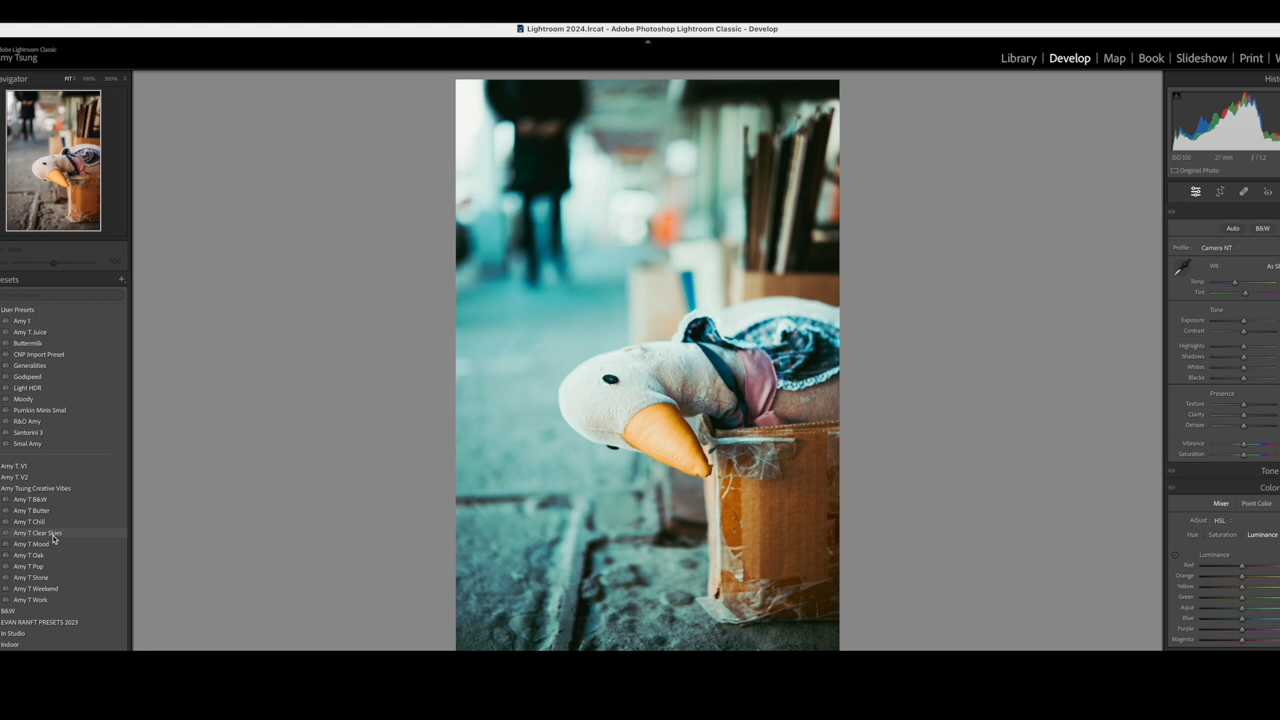 Lightroom 2024.lrcat - Adobe Photoshop Lightroom Classic - Develop
dobe Lightroom Classic
my Tsung
Library | Develop | Map | Book | Slideshow | Print |
avigator FIT 100% 300%
Hist
ISO 100 27 mm ƒ / 1.2
Original Photo
100
esets +
Auto B&W
Profile : Camera NT
WB : As S
Temp
Tint
Tone
Exposure
Contrast
Highlights
Shadows
Whites
Blacks
Presence
Texture
Clarity
Dehaze
Vibrance
Saturation
Tone
Color
Mixer Point Color
Adjust HSL
Hue Saturation Luminance
Luminance
Red
Orange
Yellow
Green
Aqua
Blue
Purple
Magenta
User Presets
Amy 1
Amy T. Juice
Buttermilk
CNP Import Preset
Generalities
Godspeed
Light HDR
Moody
Pumkin Minis Smal
R&O Amy
Santorini 3
Smal Amy
Amy T. V1
Amy T. V2
Amy Tsung Creative Vibes
Amy T B&W
Amy T Butter
Amy T Chill
Amy T Clear Skies
Amy T Mood
Amy T Oak
Amy T Pop
Amy T Stone
Amy T Weekend
Amy T Work
B&W
EVAN RANFT PRESETS 2023
In Studio
Indoor